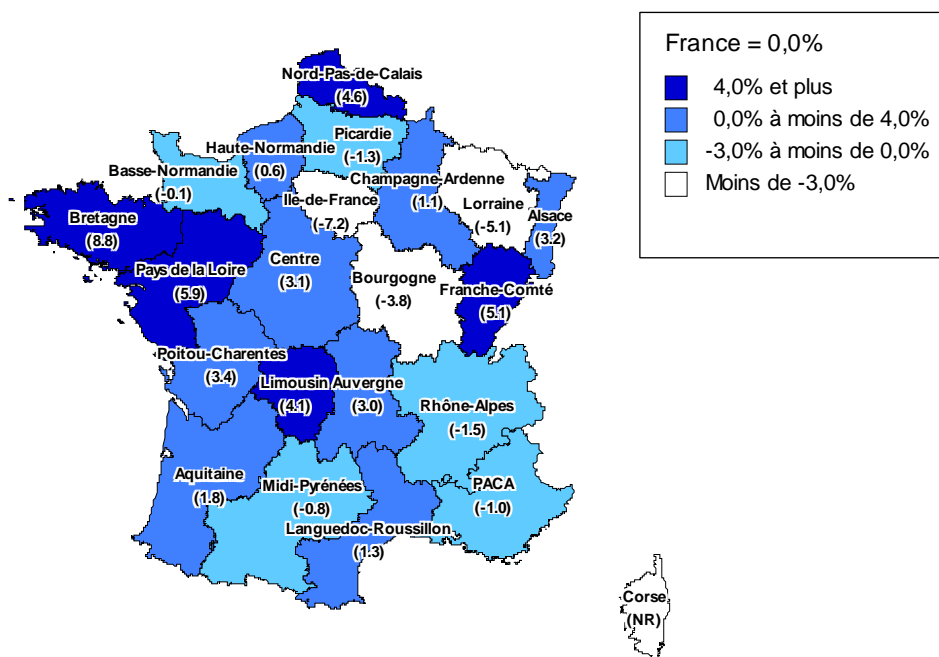 France = 0,0%
4,0% et plus
0,0% à moins de 4,0%
-3,0% à moins de 0,0%
Moins de -3,0%
Nord-Pas-de-Calais
(4.6)
Picardie
(-1.3)
Haute-Normandie
(0.6)
Basse-Normandie
(-0.1)
Champagne-Ardenne
(1.1)
Ile-de-France
(-7.2)
Lorraine
(-5.1)
Alsace
(3.2)
Bretagne
(8.8)
Pays de la Loire
(5.9)
Centre
(3.1)
Bourgogne
(-3.8)
Franche-Comté
(5.1)
Poitou-Charentes
(3.4)
Limousin
(4.1)
Auvergne
(3.0)
Rhône-Alpes
(-1.5)
Aquitaine
(1.8)
Midi-Pyrénées
(-0.8)
PACA
(-1.0)
Languedoc-Roussillon
(1.3)
Corse
(NR)